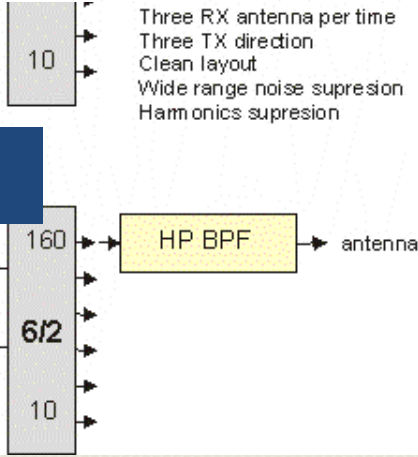 Three RX antenna per time
Three TX direction
10
Clean layout
Wide range noise supresion
Harmonics supresion
160
HP BPF
antenna
6/2
10